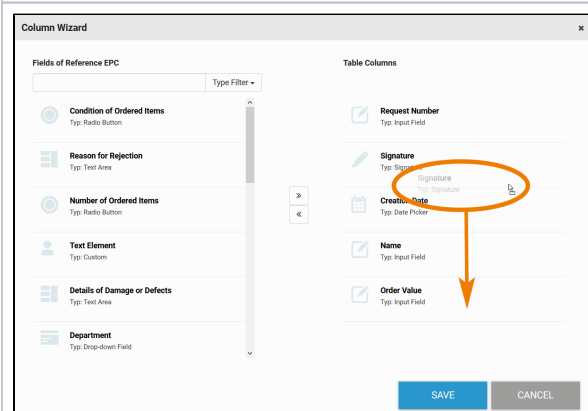 Column Wizard
Fields of Reference EPC
Type Filter
Condition of Ordered Items
Typ: Radio Button
Reason for Rejection
Typ: Text Area
Number of Ordered Items
Typ: Radio Button
Text Element
Typ: Custom
Details of Damage or Defects
Typ: Text Area
Department
Typ: Drop-down Field
»
«
Table Columns
Request Number
Typ: Input Field
Signature
Typ: Signature
Signature
Typ: Signature
Creation Date
Typ: Date Picker
Name
Typ: Input Field
Order Value
Typ: Input Field
SAVE
CANCEL